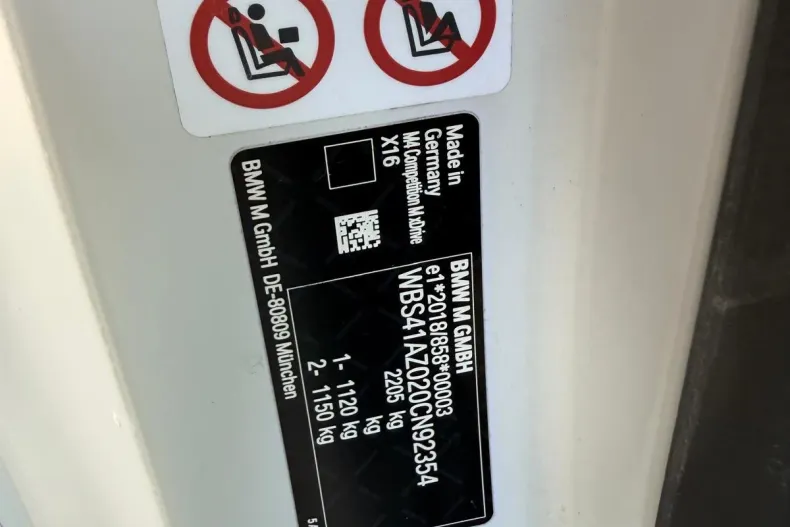 Made in
Germany
M4 Competition M xDrive
X16
BMW M GMBH
e1*2018/858*00003
WBS41AZ020CN92354
2205 kg
kg
1- 1120 kg
2- 1150 kg
BMW M GmbH DE-80809 München